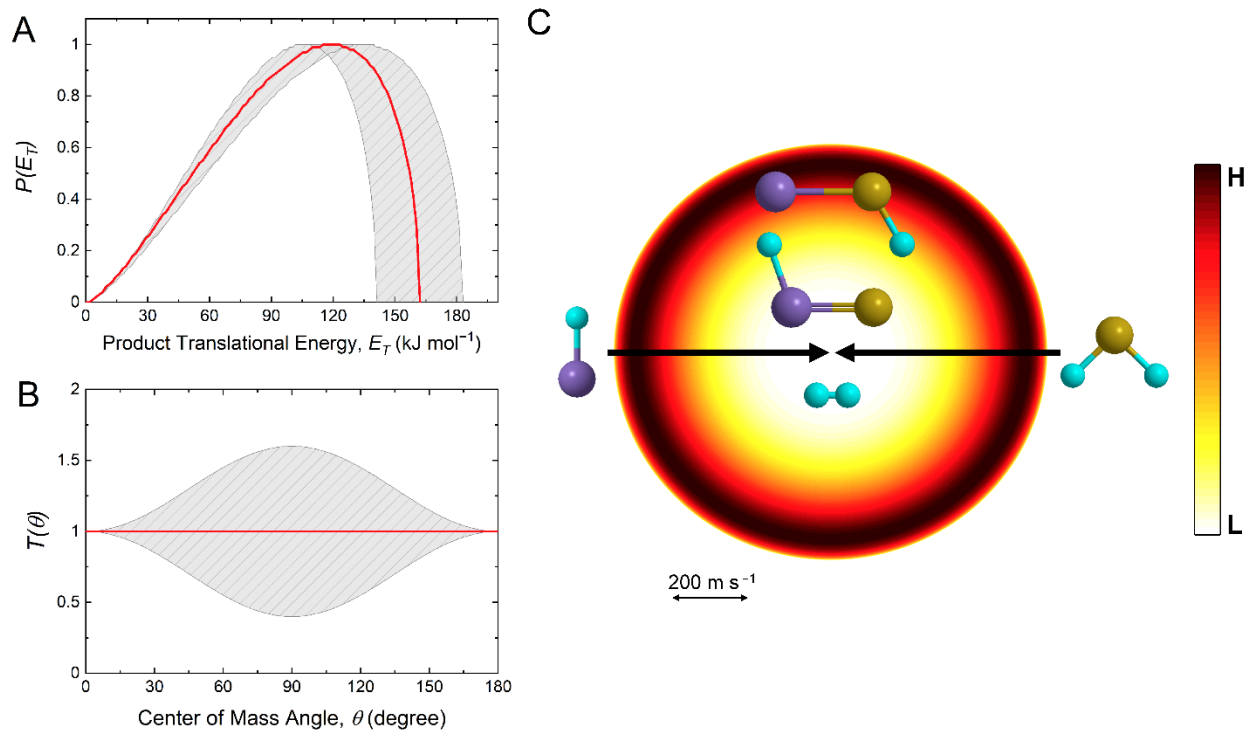 A
P(E_T)
1
0.8
0.6
0.4
0.2
0
0
30
60
90
120
150
180
Product Translational Energy, E_T (kJ mol⁻¹)
B
T(θ)
2
1.5
1
0.5
0
0
30
60
90
120
150
180
Center of Mass Angle, θ (degree)
C
200 m s⁻¹
H
L